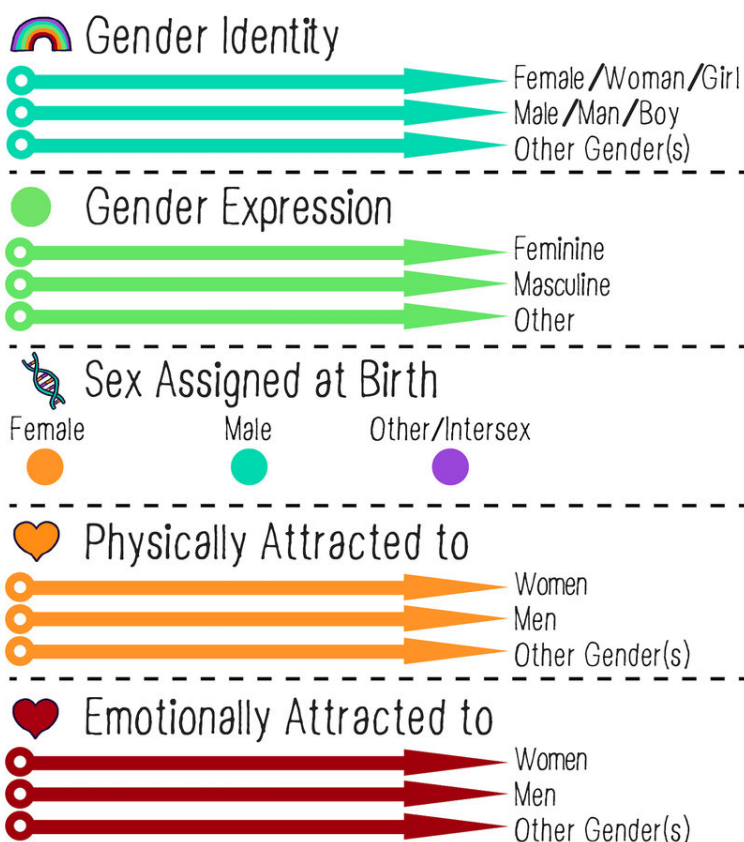 Gender Identity
Female/Woman/Girl
Male/Man/Boy
Other Gender(s)
Gender Expression
Feminine
Masculine
Other
Sex Assigned at Birth
Female Male Other/Intersex
Physically Attracted to
Women
Men
Other Gender(s)
Emotionally Attracted to
Women
Men
Other Gender(s)